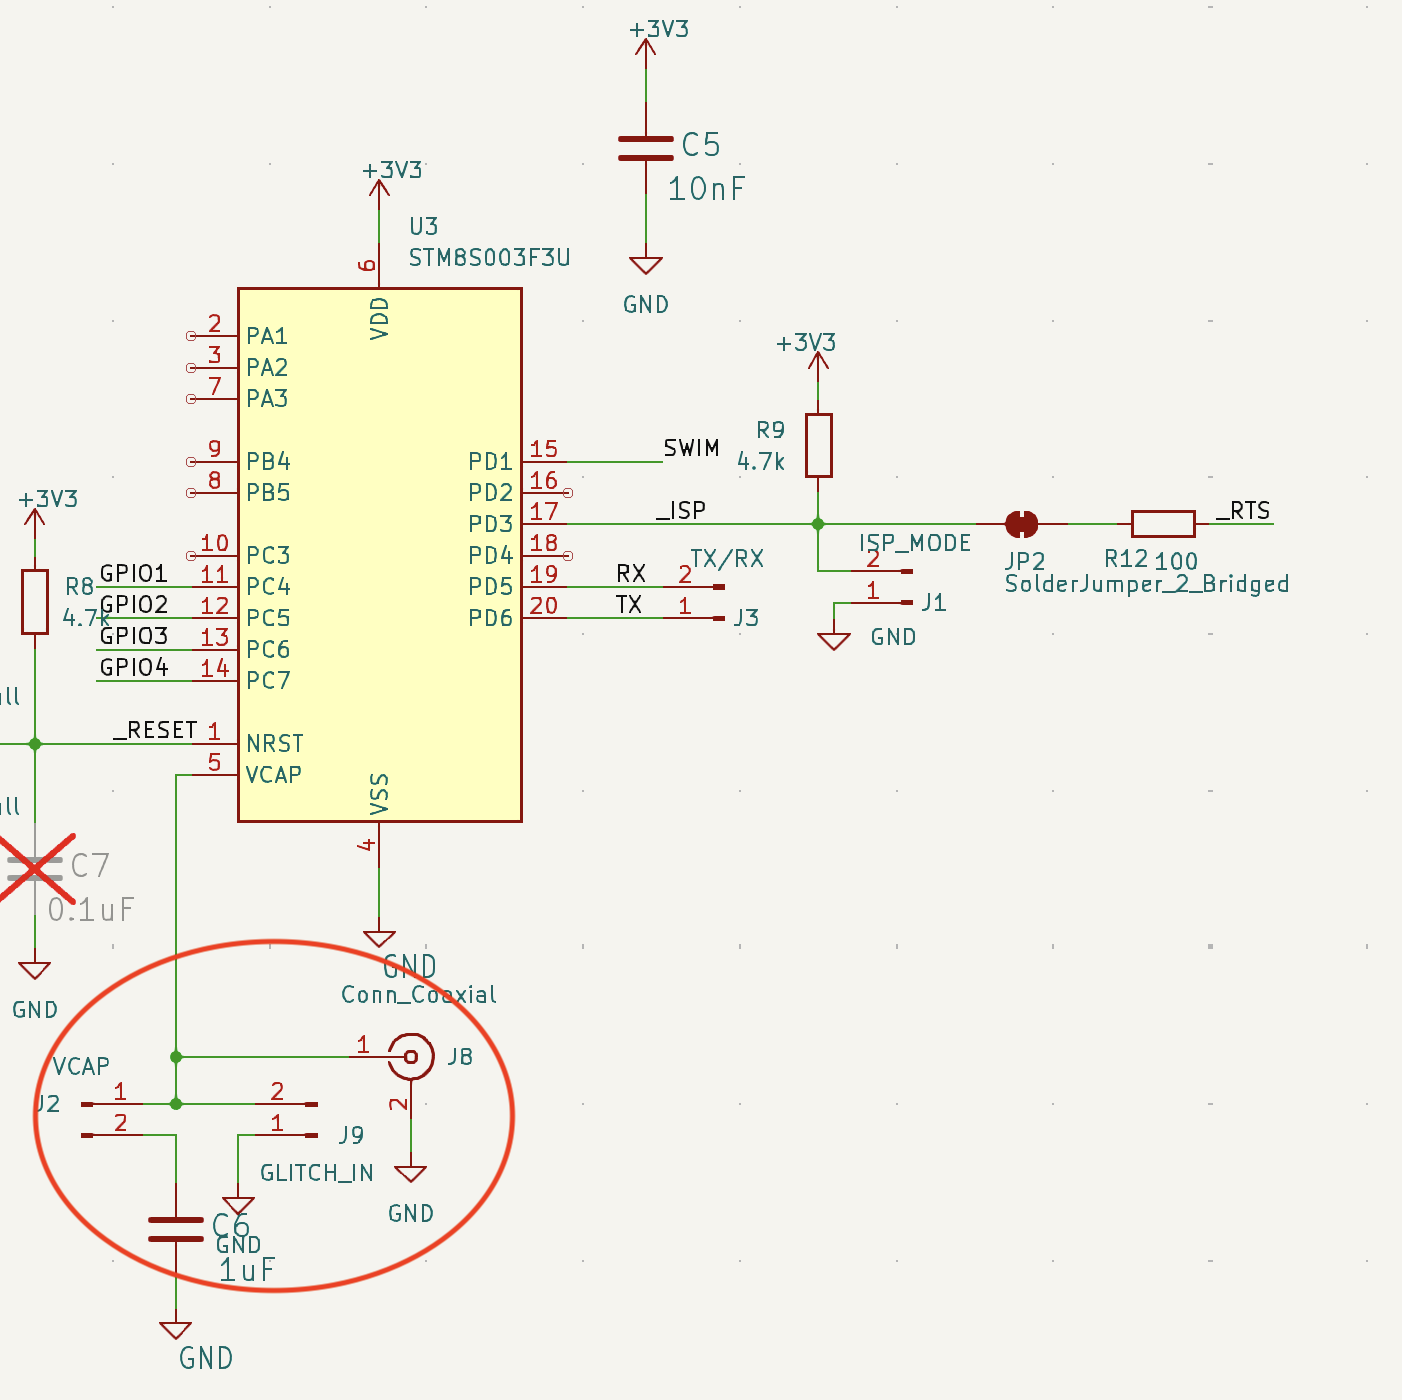 +3V3
C5
10nF
GND
+3V3
U3
STM8S003F3U
6
VDD
2 PA1
3 PA2
7 PA3
9 PB4
8 PB5
10 PC3
GPIO1 11 PC4
GPIO2 12 PC5
GPIO3 13 PC6
GPIO4 14 PC7
_RESET 1 NRST
5 VCAP
VSS
4
GND
PD1 15 SWIM
PD2 16
PD3 17 _ISP
PD4 18
PD5 19 RX 2
PD6 20 TX 1
TX/RX
J3
+3V3
R9
4.7k
ISP_MODE
2
1
J1
GND
JP2
SolderJumper_2_Bridged
R12 100
_RTS
+3V3
R8
4.7k
ll
ll
C7
0.1uF
GND
Conn_Coaxial
1
J8
2
GND
VCAP
J2
1
2
2
1
J9
GLITCH_IN
GND
C6
1uF
GND